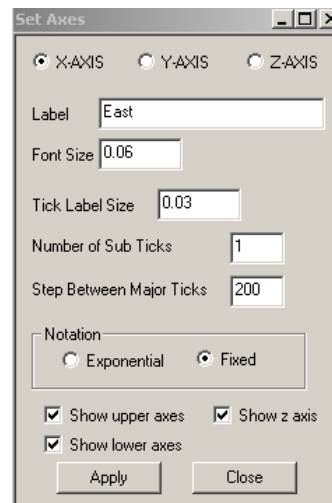 Set Axes
X-AXIS Y-AXIS Z-AXIS
Label East
Font Size 0.06
Tick Label Size 0.03
Number of Sub Ticks 1
Step Between Major Ticks 200
Notation
Exponential Fixed
Show upper axes Show z axis
Show lower axes
Apply Close